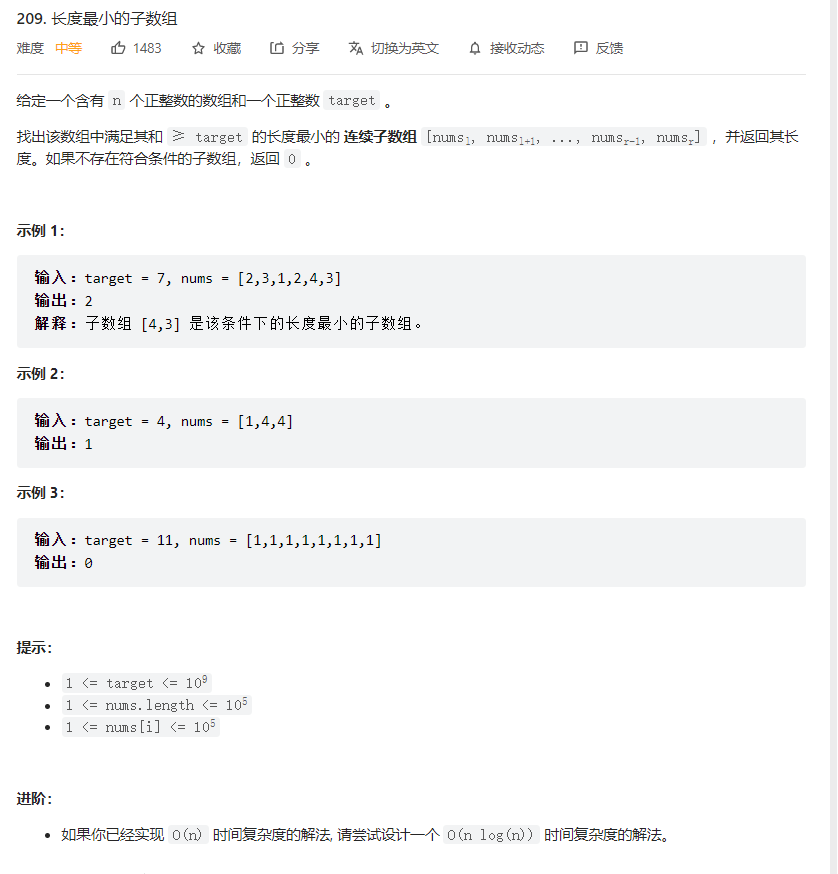 209. 长度最小的子数组
难度 中等 1483 收藏 分享 切换为英文 接收动态 反馈
给定一个含有 n 个正整数的数组和一个正整数 target 。
找出该数组中满足其和 ≥ target 的长度最小的 连续子数组 [numsl, numsl+1, ..., numsr-1, numsr] ，并返回其长
度。如果不存在符合条件的子数组，返回 0 。
示例 1：
输入：target = 7, nums = [2,3,1,2,4,3]
输出：2
解释：子数组 [4,3] 是该条件下的长度最小的子数组。
示例 2：
输入：target = 4, nums = [1,4,4]
输出：1
示例 3：
输入：target = 11, nums = [1,1,1,1,1,1,1,1]
输出：0
提示：
• 1 <= target <= 10⁹
• 1 <= nums.length <= 10⁵
• 1 <= nums[i] <= 10⁵
进阶：
• 如果你已经实现 O(n) 时间复杂度的解法, 请尝试设计一个 O(n log(n)) 时间复杂度的解法。